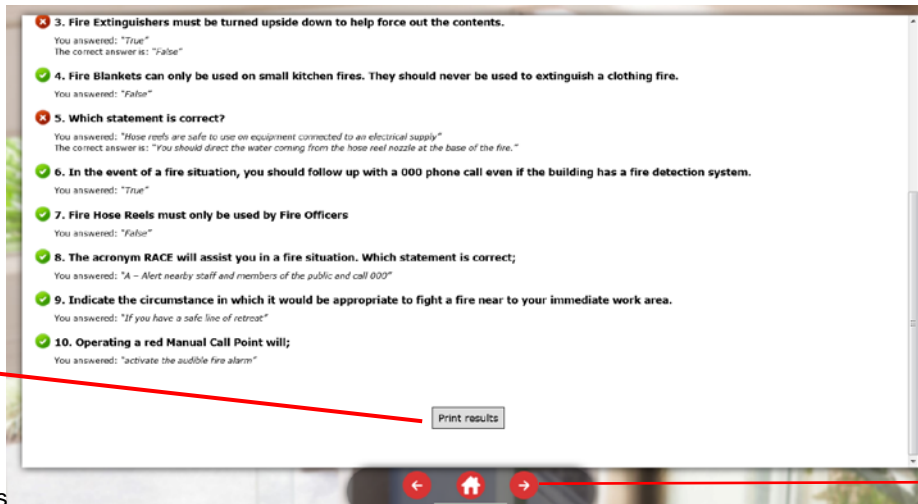 3. Fire Extinguishers must be turned upside down to help force out the contents.
You answered: "True"
The correct answer is: "False"
4. Fire Blankets can only be used on small kitchen fires. They should never be used to extinguish a clothing fire.
You answered: "False"
5. Which statement is correct?
You answered: "Hose reels are safe to use on equipment connected to an electrical supply"
The correct answer is: "You should direct the water coming from the hose reel nozzle at the base of the fire."
6. In the event of a fire situation, you should follow up with a 000 phone call even if the building has a fire detection system.
You answered: "True"
7. Fire Hose Reels must only be used by Fire Officers
You answered: "False"
8. The acronym RACE will assist you in a fire situation. Which statement is correct;
You answered: "A – Alert nearby staff and members of the public and call 000"
9. Indicate the circumstance in which it would be appropriate to fight a fire near to your immediate work area.
You answered: "If you have a safe line of retreat"
10. Operating a red Manual Call Point will;
You answered: "activate the audible fire alarm"
Print results